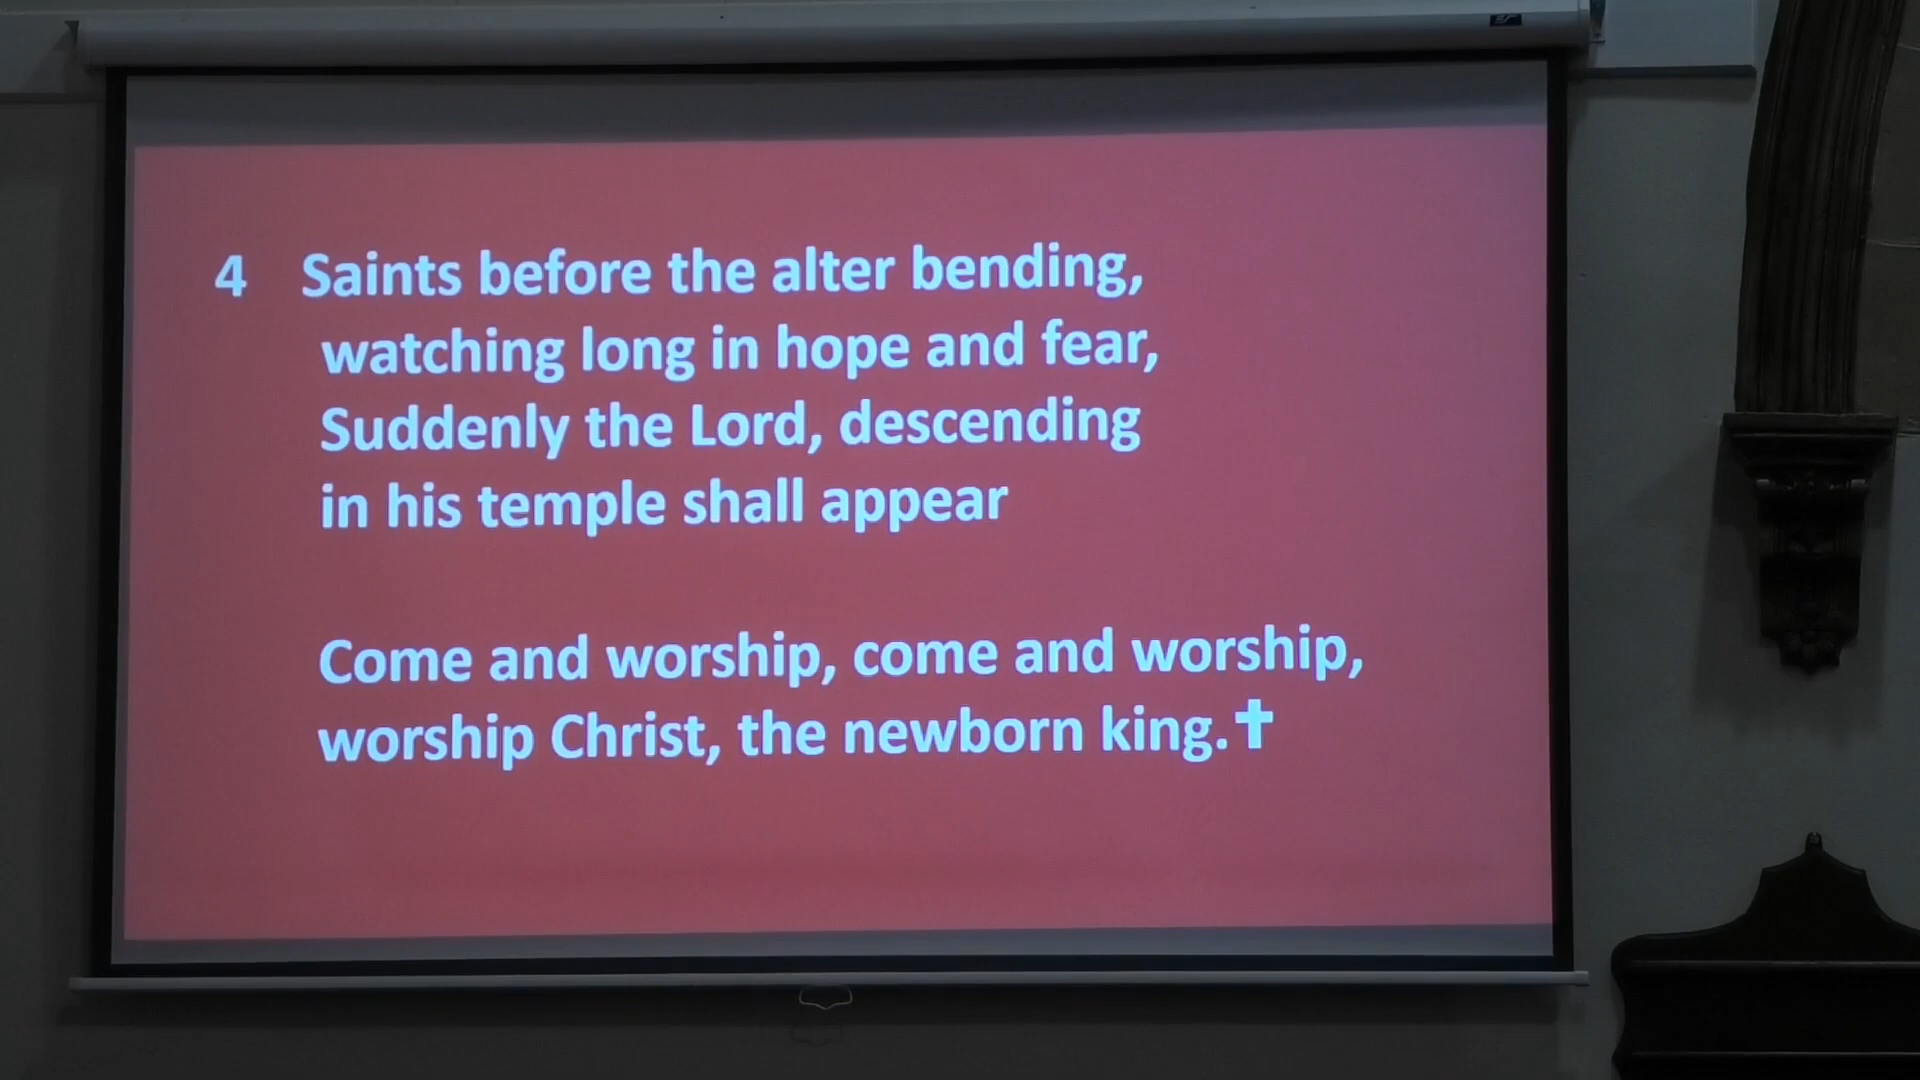 4 Saints before the alter bending,
watching long in hope and fear,
Suddenly the Lord, descending
in his temple shall appear
Come and worship, come and worship,
worship Christ, the newborn king.✝